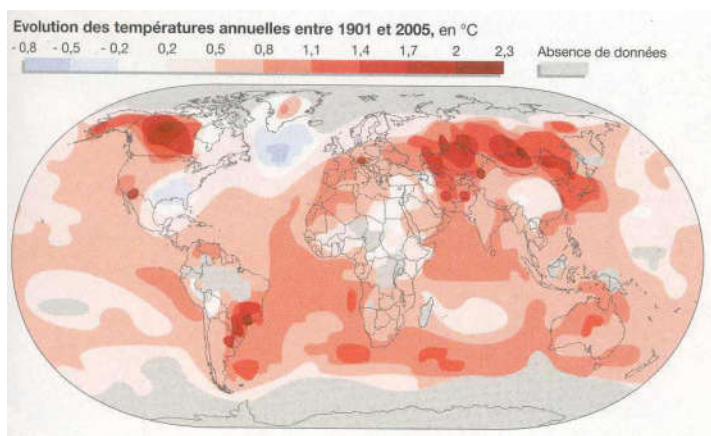 Evolution des températures annuelles entre 1901 et 2005, en °C
- 0,8 - 0,5 - 0,2 0,2 0,5 0,8 1,1 1,4 1,7 2 2,3 Absence de données